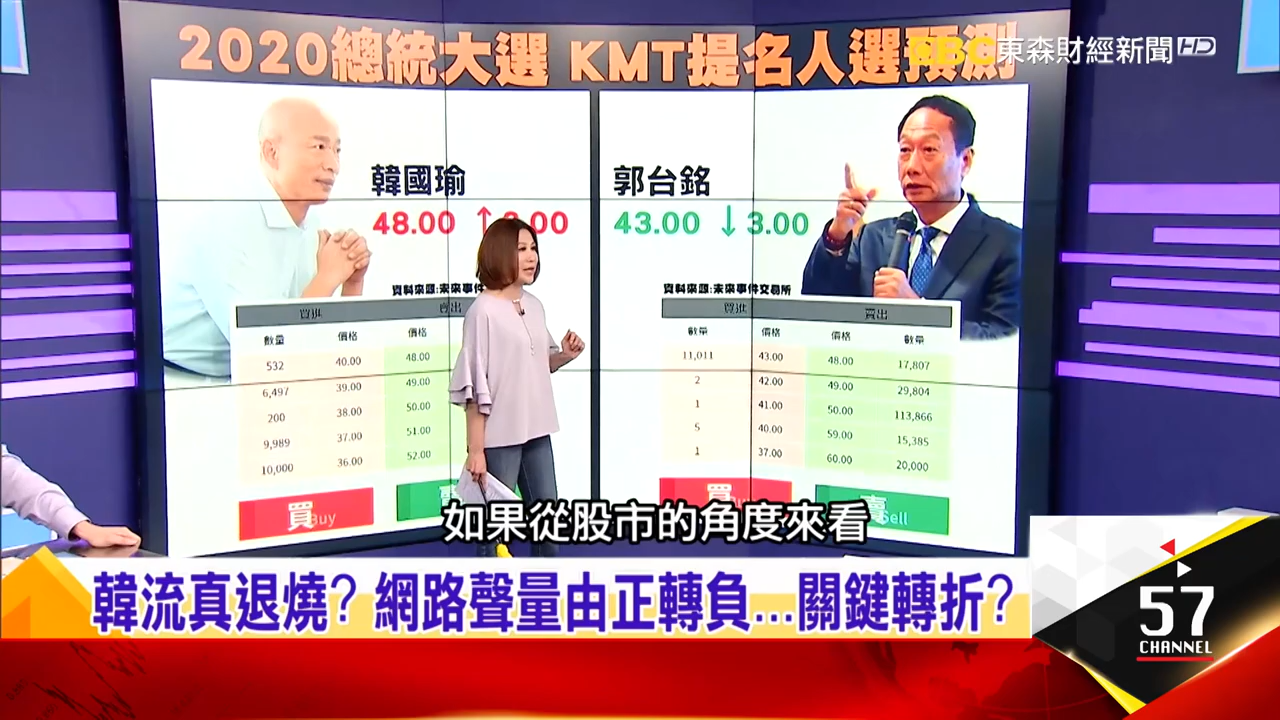 2020總統大選 KMT提名人選預測
EBC 東森財經新聞 HD
韓國瑜
48.00 ↑
資料來源:未來事件
買進 賣出
數量 價格 價格
532 40.00 48.00
6,497 39.00 49.00
200 38.00 50.00
9,989 37.00 51.00
10,000 36.00 52.00
買 Buy
郭台銘
43.00 ↓3.00
資料來源:未來事件交易所
買進 賣出
數量 價格 價格 數量
11,011 43.00 48.00 17,807
2 42.00 49.00 29,804
1 41.00 50.00 113,866
5 40.00 59.00 15,385
1 37.00 60.00 20,000
買 Buy
賣 Sell
如果從股市的角度來看
韓流真退燒? 網路聲量由正轉負...關鍵轉折?
57
CHANNEL